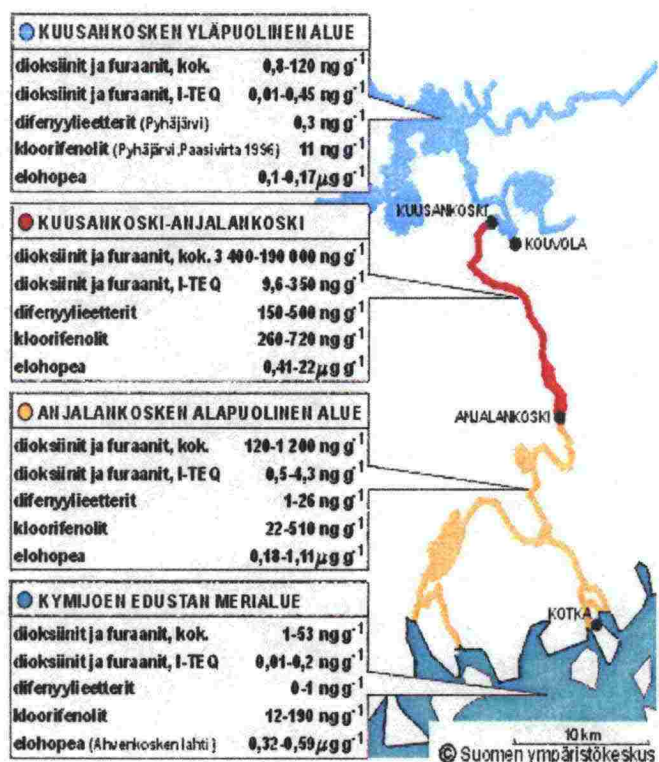 KUUSANKOSKEN YLÄPUOLINEN ALUE
dioksiinit ja furaanit, kok. 0,8-120 ng g⁻¹
dioksiinit ja furaanit, I-TEQ 0,01-0,45 ng g⁻¹
difenyylieetterit (Pyhäjärvi) 0,3 ng g⁻¹
kloorifenolit (Pyhäjärvi, Paasivirta 1996) 11 ng g⁻¹
elohopea 0,1-0,17 µg g⁻¹
KUUSANKOSKI-ANJALANKOSKI
dioksiinit ja furaanit, kok. 3 400-190 000 ng g⁻¹
dioksiinit ja furaanit, I-TEQ 9,6-350 ng g⁻¹
difenyylieetterit 150-500 ng g⁻¹
kloorifenolit 260-720 ng g⁻¹
elohopea 0,41-22 µg g⁻¹
ANJALANKOSKEN ALAPUOLINEN ALUE
dioksiinit ja furaanit, kok. 120-1 200 ng g⁻¹
dioksiinit ja furaanit, I-TEQ 0,5-4,3 ng g⁻¹
difenyylieetterit 1-26 ng g⁻¹
kloorifenolit 22-510 ng g⁻¹
elohopea 0,18-1,11 µg g⁻¹
KYMIJOEN EDUSTAN MERIALUE
dioksiinit ja furaanit, kok. 1-53 ng g⁻¹
dioksiinit ja furaanit, I-TEQ 0,01-0,2 ng g⁻¹
difenyylieetterit 0-1 ng g⁻¹
kloorifenolit 12-190 ng g⁻¹
elohopea (Ahvenkosken lahti) 0,32-0,59 µg g⁻¹
KUUSANKOSKI
KOUVOLA
ANJALANKOSKI
KOTKA
10 km
© Suomen ympäristökeskus